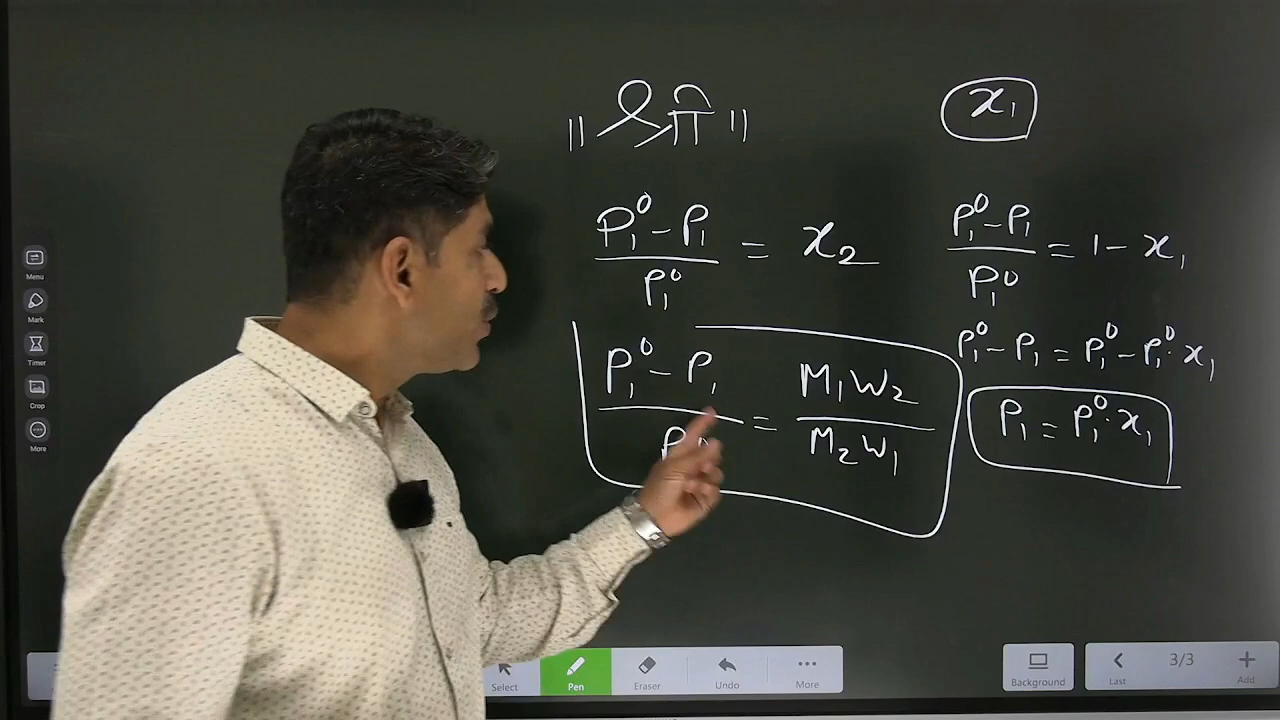 || श्री ||
x₁
P₁⁰ - P₁ / P₁⁰ = x₂
P₁⁰ - P₁ / P₁⁰ = 1 - x₁
P₁⁰ - P₁ = P₁⁰ - P₁⁰ · x₁
P₁ = P₁⁰ · x₁
P₁⁰ - P₁ / P₁⁰ = M₁W₂ / M₂W₁
Menu
Mark
Timer
Crop
More
Select
Pen
Eraser
Undo
More
Background
Last
3/3
Add